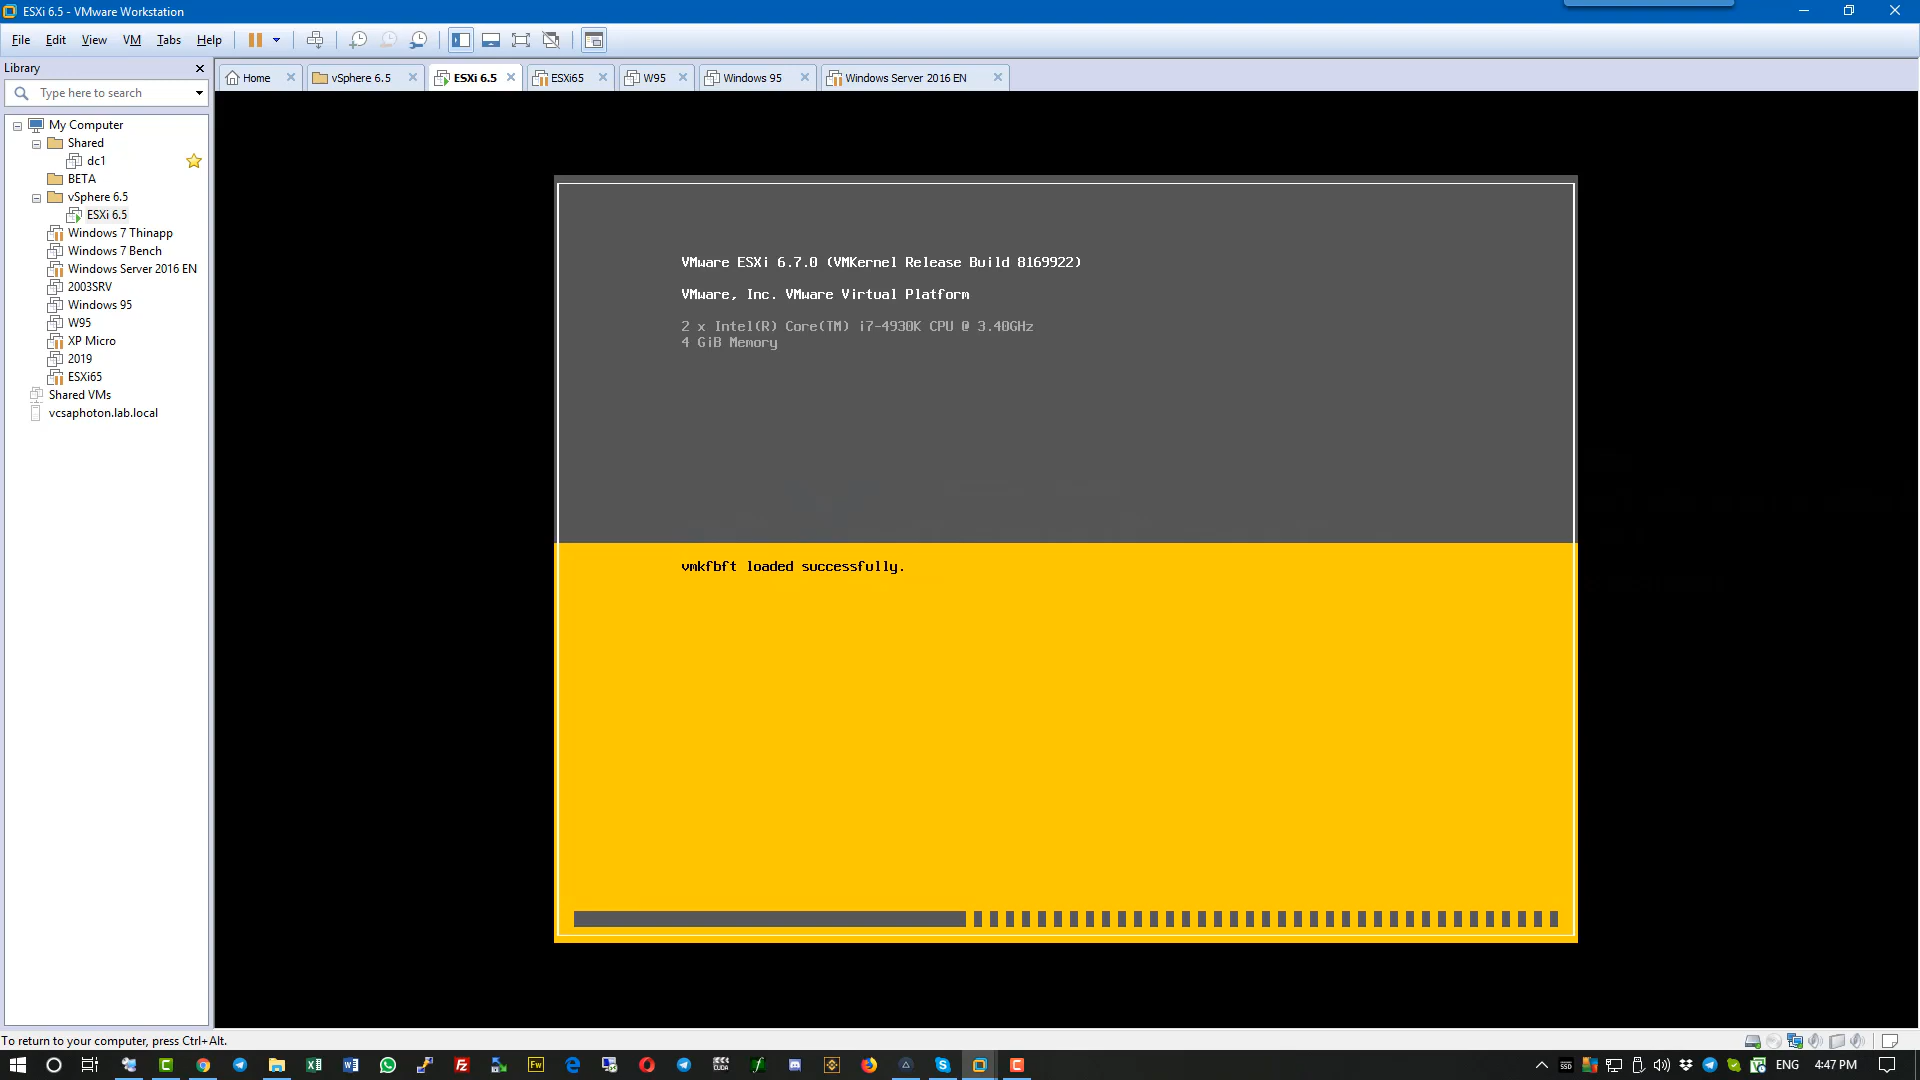 ESXi 6.5 - VMware Workstation
File Edit View VM Tabs Help
Library
Type here to search
Home
vSphere 6.5
ESXi 6.5
ESXi65
W95
Windows 95
Windows Server 2016 EN
My Computer
Shared
dc1
BETA
vSphere 6.5
ESXi 6.5
Windows 7 Thinapp
Windows 7 Bench
Windows Server 2016 EN
2003SRV
Windows 95
W95
XP Micro
2019
ESXi65
Shared VMs
vcsaphoton.lab.local
VMware ESXi 6.7.0 (VMKernel Release Build 8169922)
VMware, Inc. VMware Virtual Platform
2 x Intel(R) Core(TM) i7-4930K CPU @ 3.40GHz
4 GiB Memory
vmkfbft loaded successfully.
To return to your computer, press Ctrl+Alt.
ENG
4:47 PM